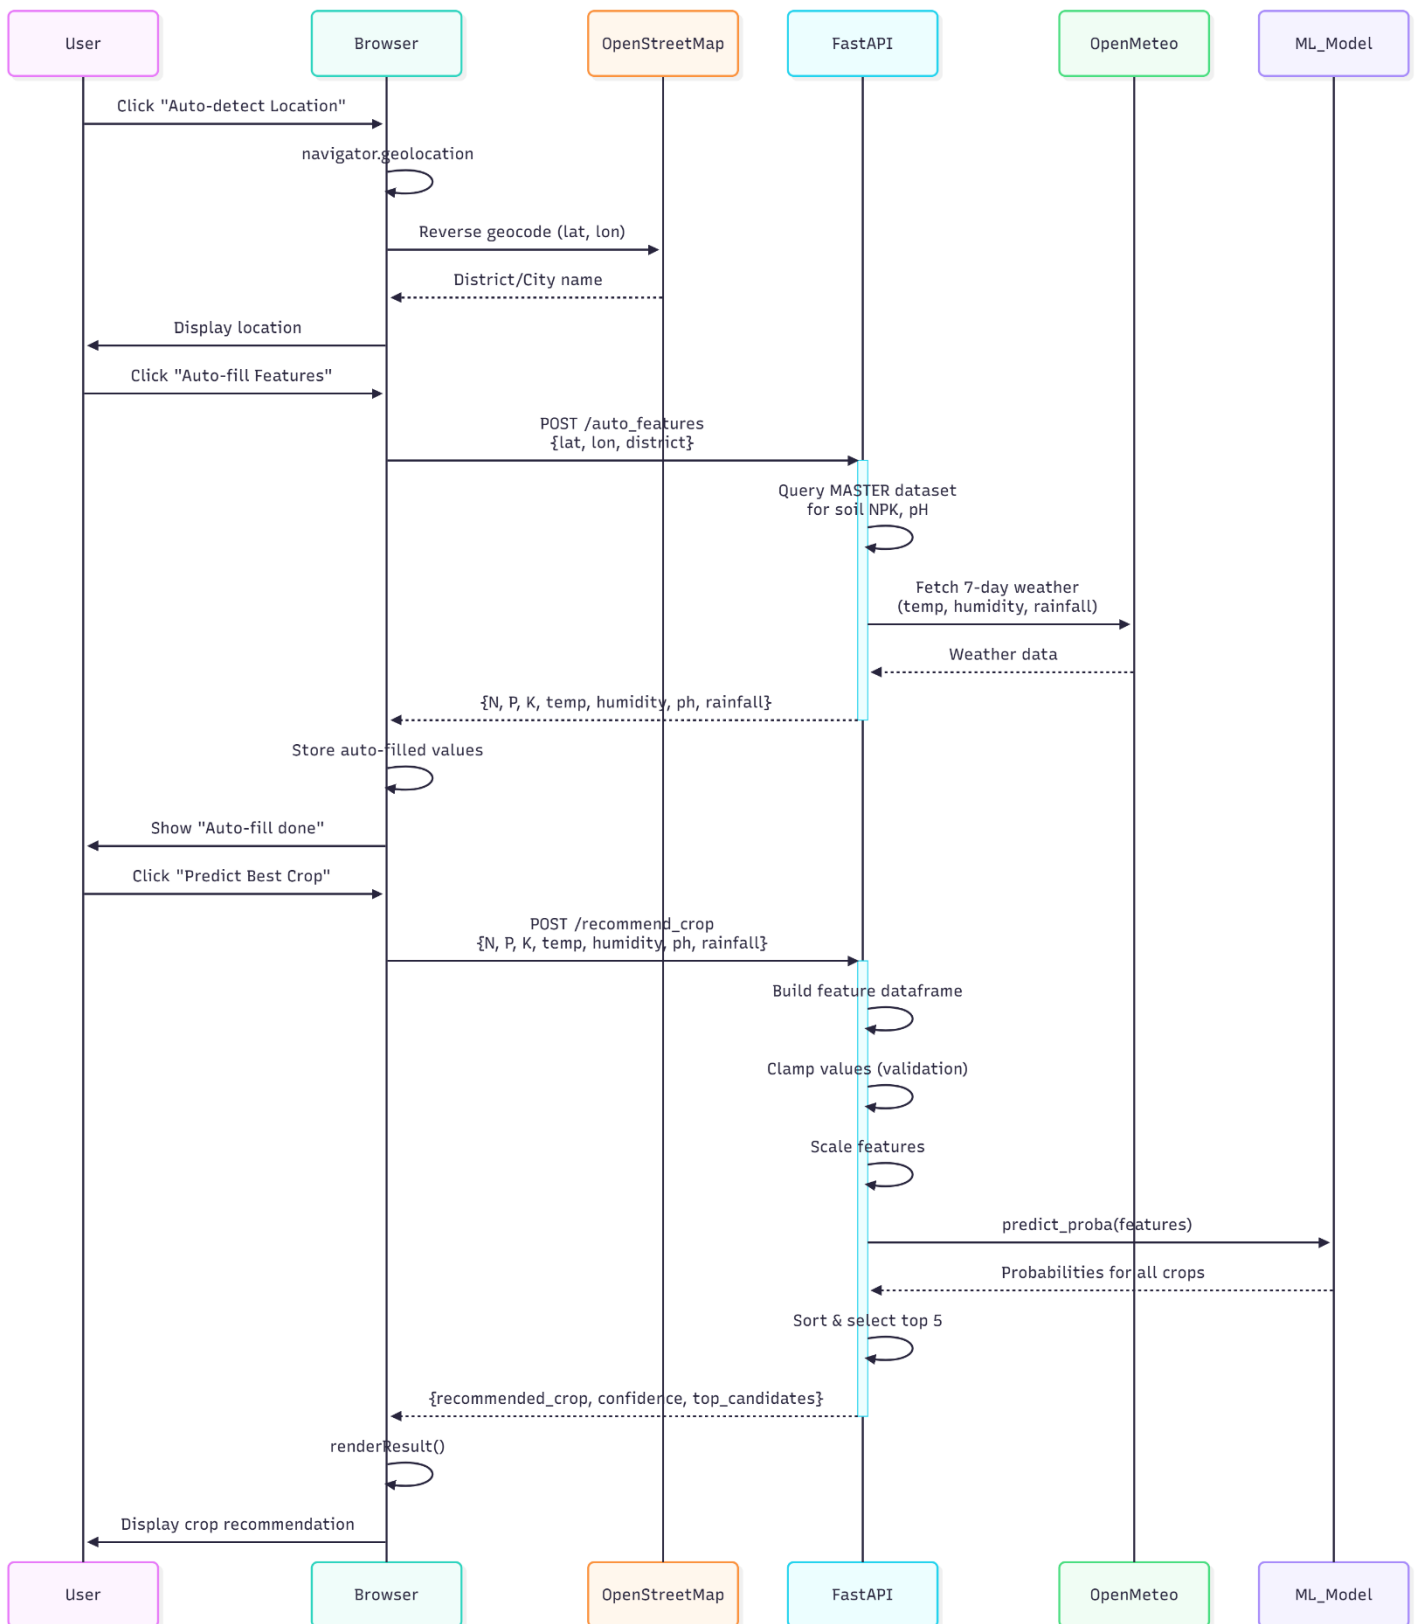 User
Browser
OpenStreetMap
FastAPI
OpenMeteo
ML_Model
Click "Auto-detect Location"
navigator.geolocation
Reverse geocode (lat, lon)
District/City name
Display location
Click "Auto-fill Features"
POST /auto_features
{lat, lon, district}
Query MASTER dataset
for soil NPK, pH
Fetch 7-day weather
(temp, humidity, rainfall)
Weather data
{N, P, K, temp, humidity, ph, rainfall}
Store auto-filled values
Show "Auto-fill done"
Click "Predict Best Crop"
POST /recommend_crop
{N, P, K, temp, humidity, ph, rainfall}
Build feature dataframe
Clamp values (validation)
Scale features
predict_proba(features)
Probabilities for all crops
Sort & select top 5
{recommended_crop, confidence, top_candidates}
renderResult()
Display crop recommendation
User
Browser
OpenStreetMap
FastAPI
OpenMeteo
ML_Model